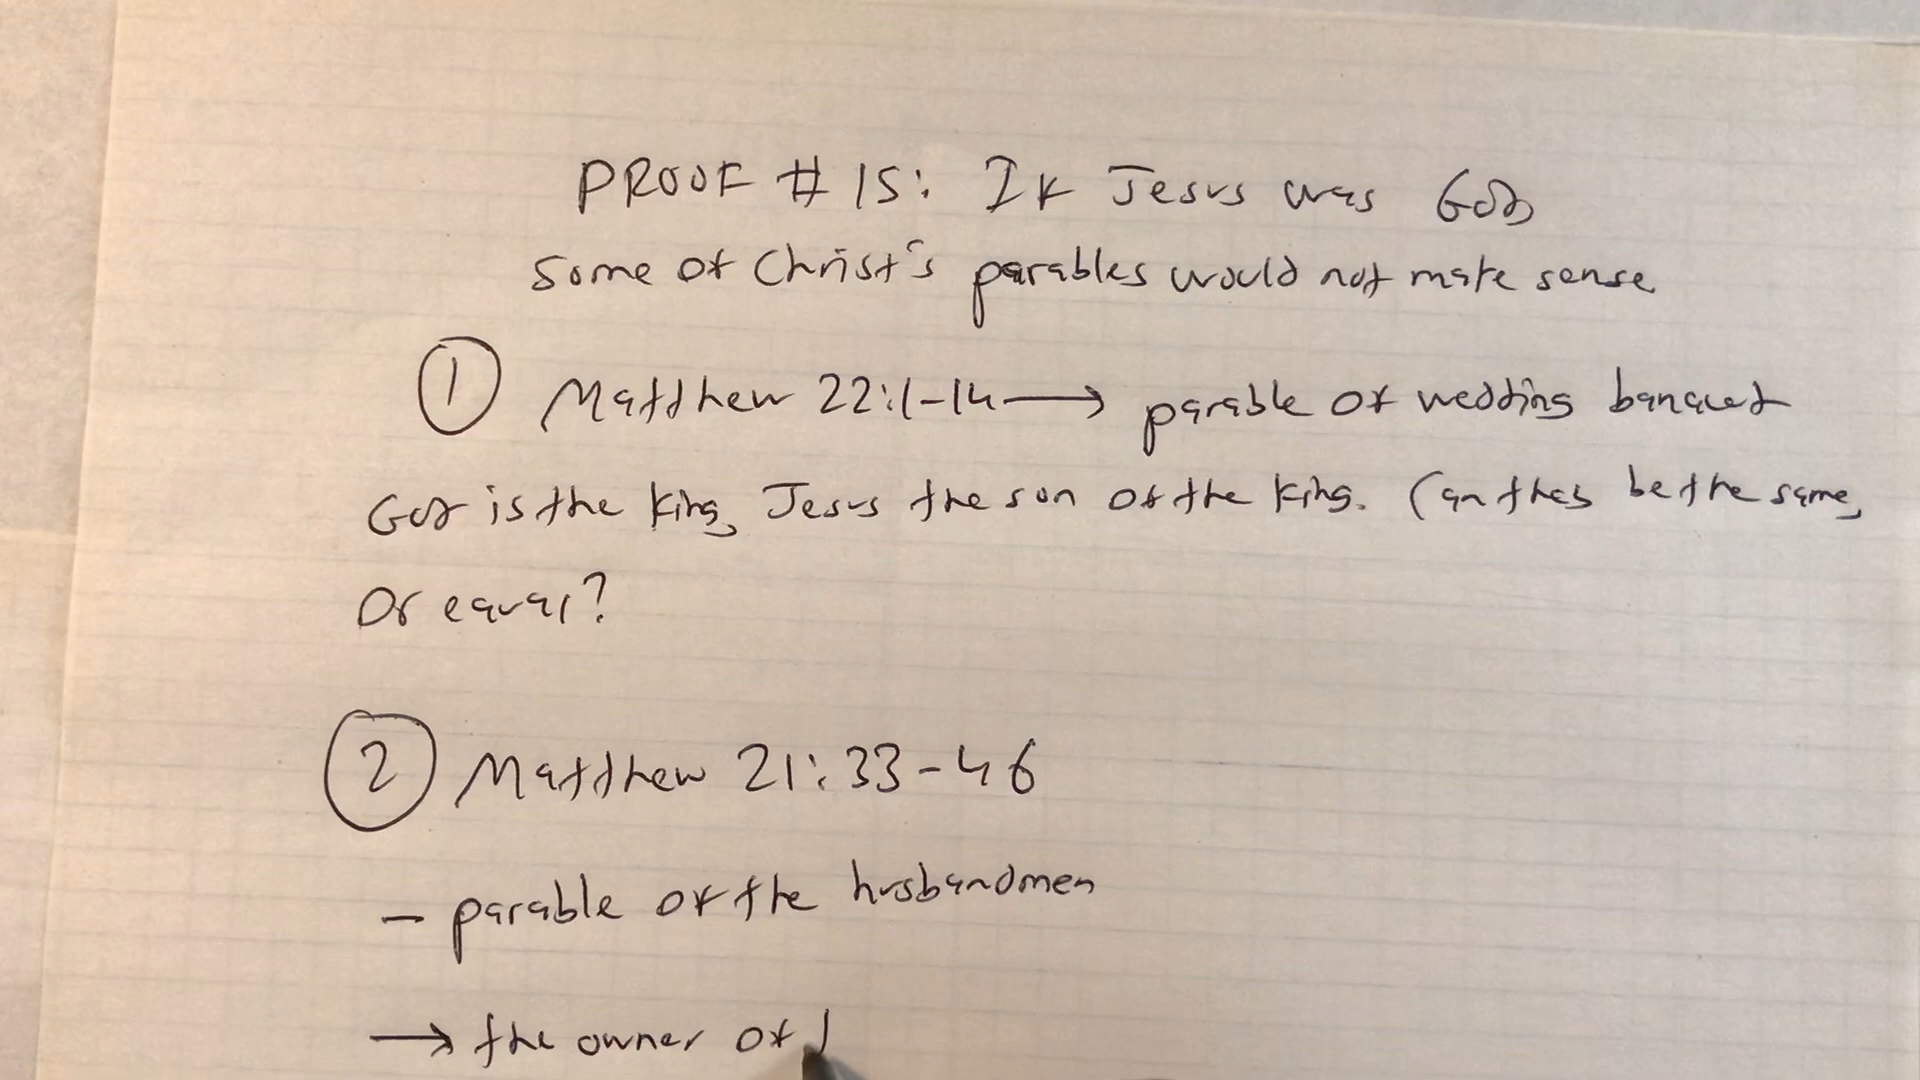 PROOF #15: If Jesus was God
some of Christ's parables would not make sense.
1 Matthew 22:1-14 → parable of wedding banquet
God is the King, Jesus the son of the King. Can they be the same,
Or equal?
2 Matthew 21:33-46
- parable of the husbandmen
→ the owner of